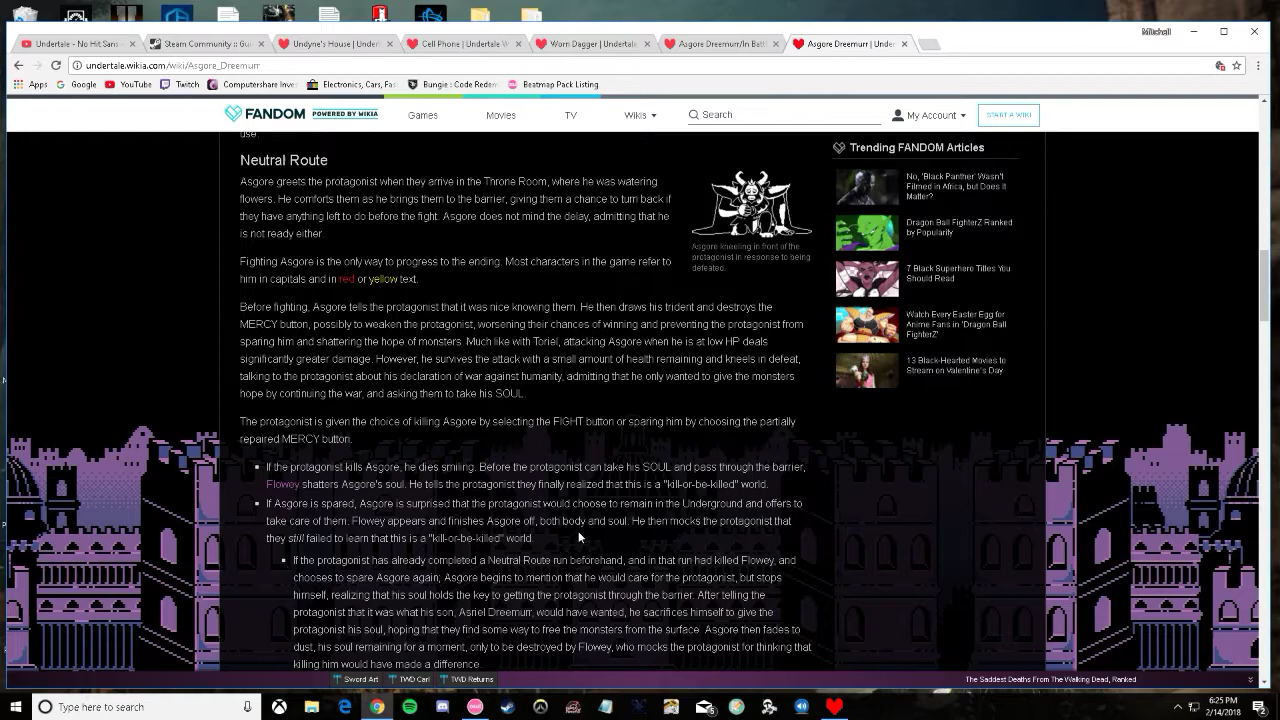 Mitchell
Undertale - No Hit Sans
Steam Community :: Gui
Undyne's House | Undert
Cell Phone | Undertale W
Worn Dagger | Undertale
Asgore Dreemurr/In Batt
Asgore Dreemurr | Under
undertale.wikia.com/wiki/Asgore_Dreemurr
Apps
Google
YouTube
Twitch
Computershare Inves
Electronics, Cars, Fas
Bungie : Code Redem
Beatmap Pack Listing
FANDOM POWERED BY WIKIA
Games
Movies
TV
Wikis
Search
My Account
START A WIKI
use.
Neutral Route
Asgore greets the protagonist when they arrive in the Throne Room, where he was watering
flowers. He comforts them as he brings them to the barrier, giving them a chance to turn back if
they have anything left to do before the fight. Asgore does not mind the delay, admitting that he
is not ready either.
Asgore kneeling in front of the
protagonist in response to being
defeated.
Fighting Asgore is the only way to progress to the ending. Most characters in the game refer to
him in capitals and in red or yellow text.
Before fighting, Asgore tells the protagonist that it was nice knowing them. He then draws his trident and destroys the
MERCY button, possibly to weaken the protagonist, worsening their chances of winning and preventing the protagonist from
sparing him and shattering the hope of monsters. Much like with Toriel, attacking Asgore when he is at low HP deals
significantly greater damage. However, he survives the attack with a small amount of health remaining and kneels in defeat,
talking to the protagonist about his declaration of war against humanity, admitting that he only wanted to give the monsters
hope by continuing the war, and asking them to take his SOUL.
The protagonist is given the choice of killing Asgore by selecting the FIGHT button or sparing him by choosing the partially
repaired MERCY button.
If the protagonist kills Asgore, he dies smiling. Before the protagonist can take his SOUL and pass through the barrier,
Flowey shatters Asgore's soul. He tells the protagonist they finally realized that this is a "kill-or-be-killed" world.
If Asgore is spared, Asgore is surprised that the protagonist would choose to remain in the Underground and offers to
take care of them. Flowey appears and finishes Asgore off, both body and soul. He then mocks the protagonist that
they still failed to learn that this is a "kill-or-be-killed" world.
If the protagonist has already completed a Neutral Route run beforehand, and in that run had killed Flowey, and
chooses to spare Asgore again; Asgore begins to mention that he would care for the protagonist, but stops
himself, realizing that his soul holds the key to getting the protagonist through the barrier. After telling the
protagonist that it was what his son, Asriel Dreemurr, would have wanted, he sacrifices himself to give the
protagonist his soul, hoping that they find some way to free the monsters from the surface. Asgore then fades to
dust, his soul remaining for a moment, only to be destroyed by Flowey, who mocks the protagonist for thinking that
killing him would have made a difference.
Trending FANDOM Articles
No, 'Black Panther' Wasn't
Filmed in Africa, but Does It
Matter?
Dragon Ball FighterZ Ranked
by Popularity
7 Black Superhero Titles You
Should Read
Watch Every Easter Egg for
Anime Fans in 'Dragon Ball
FighterZ'
13 Black-Hearted Movies to
Stream on Valentine's Day
Sword Art
TWD Carl
TWD Returns
The Saddest Deaths From The Walking Dead, Ranked
Type here to search
6:25 PM
2/14/2018